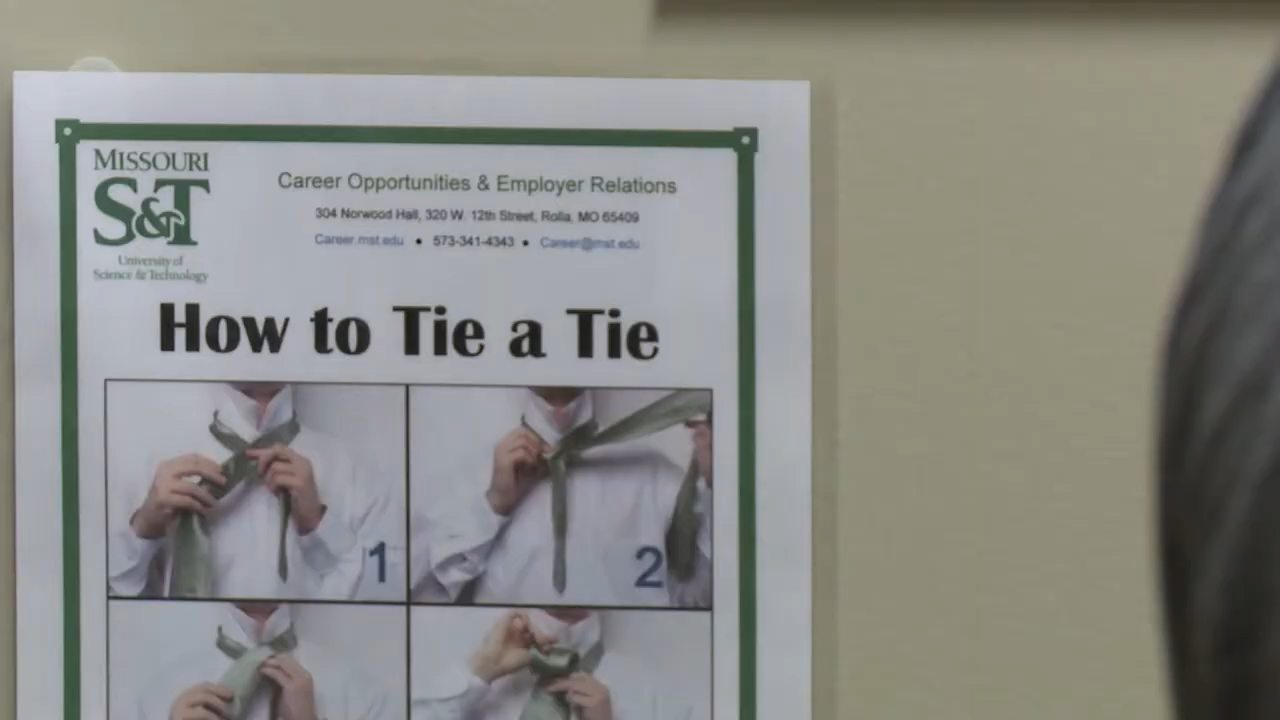 MISSOURI
S&T
University of
Science & Technology
Career Opportunities & Employer Relations
304 Norwood Hall, 320 W. 12th Street, Rolla, MO 65409
Career.mst.edu • 573-341-4343 • Career@mst.edu
How to Tie a Tie
1
2